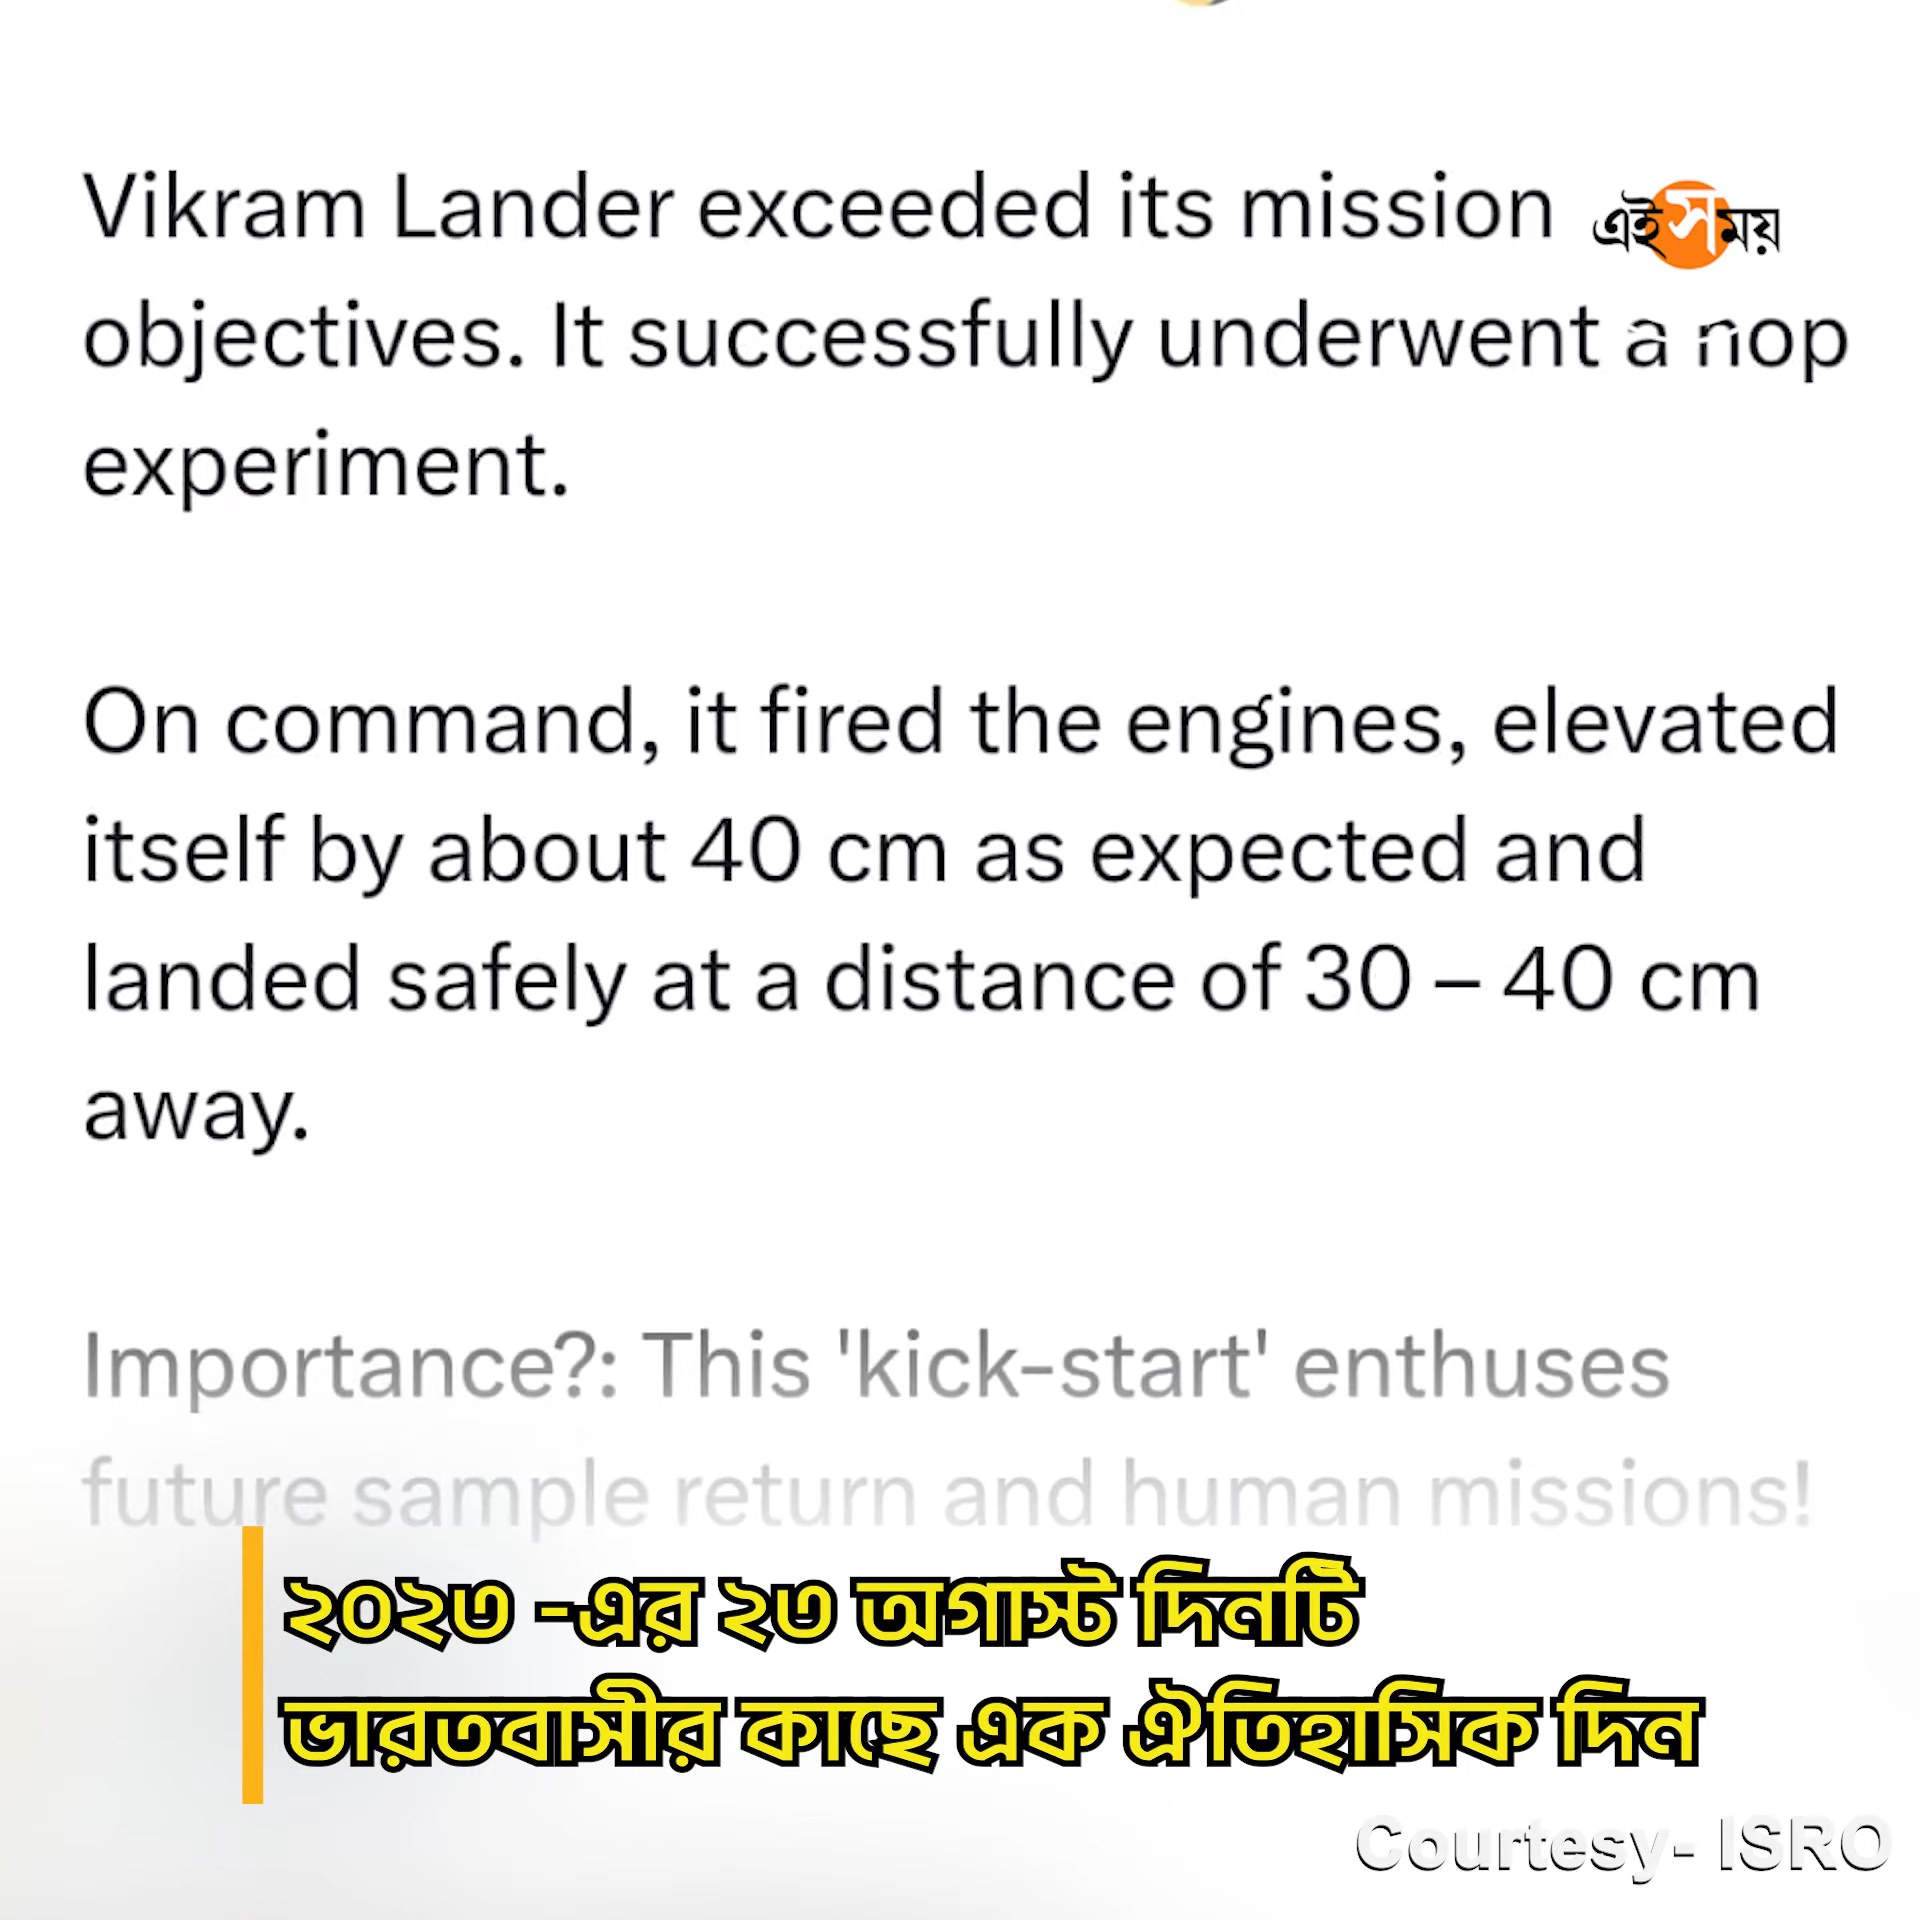 Vikram Lander exceeded its mission
এই সময়
objectives. It successfully underwent a hop
experiment.
On command, it fired the engines, elevated
itself by about 40 cm as expected and
landed safely at a distance of 30 – 40 cm
away.
Importance?: This 'kick-start' enthuses
future sample return and human missions!
২০২৩ -এর ২৩ অগাস্ট দিনটি
ভারতবাসীর কাছে এক ঐতিহাসিক দিন
Courtesy- ISRO